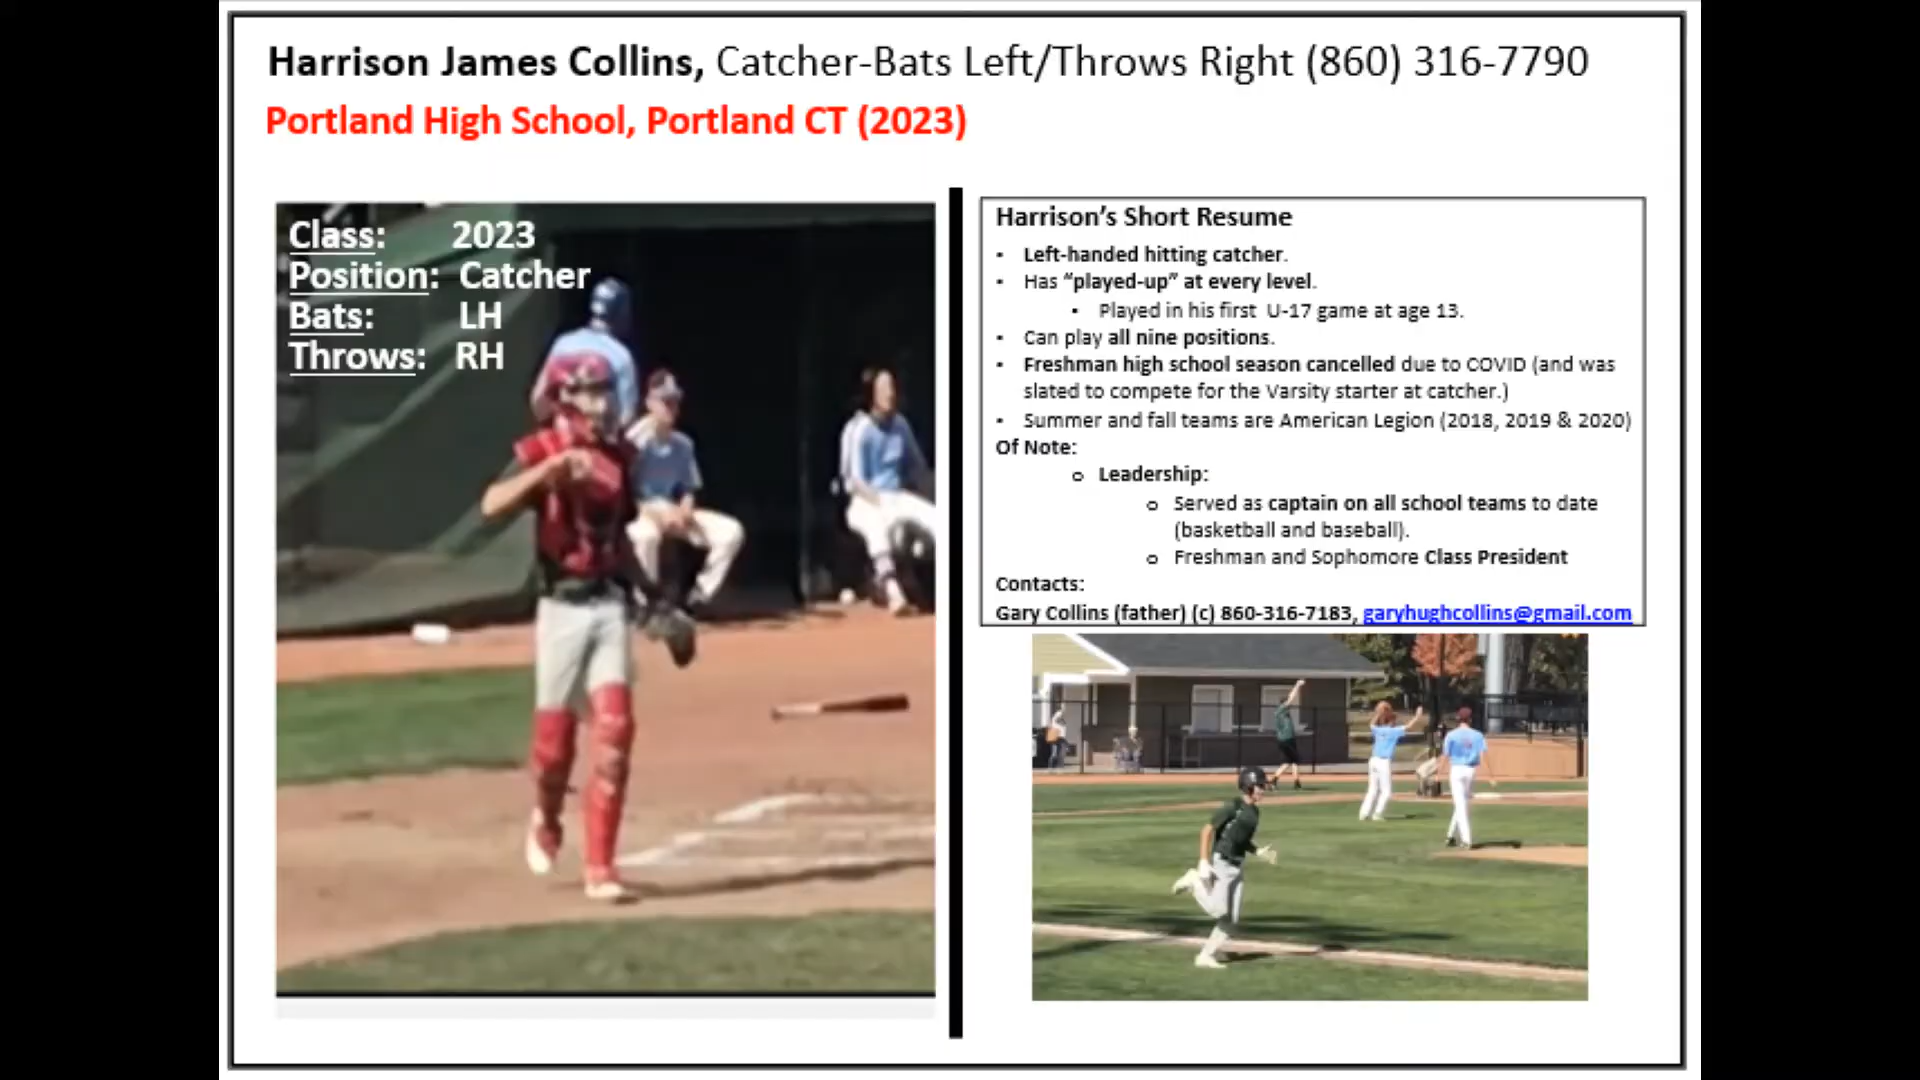 Harrison James Collins, Catcher-Bats Left/Throws Right (860) 316-7790
Portland High School, Portland CT (2023)
Class: 2023
Position: Catcher
Bats: LH
Throws: RH
Harrison’s Short Resume
▪ Left-handed hitting catcher.
▪ Has “played-up” at every level.
▪ Played in his first U-17 game at age 13.
▪ Can play all nine positions.
▪ Freshman high school season cancelled due to COVID (and was
slated to compete for the Varsity starter at catcher.)
▪ Summer and fall teams are American Legion (2018, 2019 & 2020)
Of Note:
o Leadership:
o Served as captain on all school teams to date
(basketball and baseball).
o Freshman and Sophomore Class President
Contacts:
Gary Collins (father) (c) 860-316-7183, garyhughcollins@gmail.com